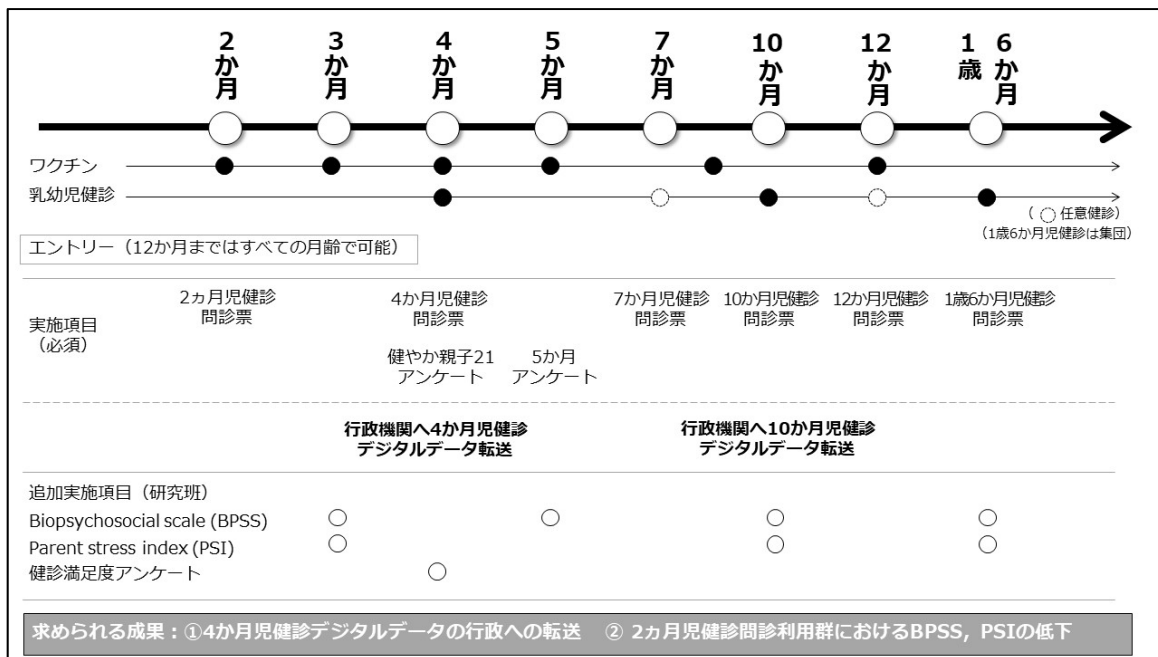 2か月
3か月
4か月
5か月
7か月
10か月
12か月
1歳6か月
ワクチン
乳幼児健診
(◌任意健診)
(1歳6か月児健診は集団)
エントリー（12か月まではすべての月齢で可能）
実施項目
（必須）
2ヵ月児健診
問診票
4か月児健診
問診票
7か月児健診
問診票
10か月児健診
問診票
12か月児健診
問診票
1歳6か月児健診
問診票
健やか親子21
アンケート
5か月
アンケート
行政機関へ4か月児健診
デジタルデータ転送
行政機関へ10か月児健診
デジタルデータ転送
追加実施項目（研究班）
Biopsychosocial scale (BPSS)
Parent stress index (PSI)
健診満足度アンケート
求められる成果：①4か月児健診デジタルデータの行政への転送　② 2ヵ月児健診問診利用群におけるBPSS, PSIの低下